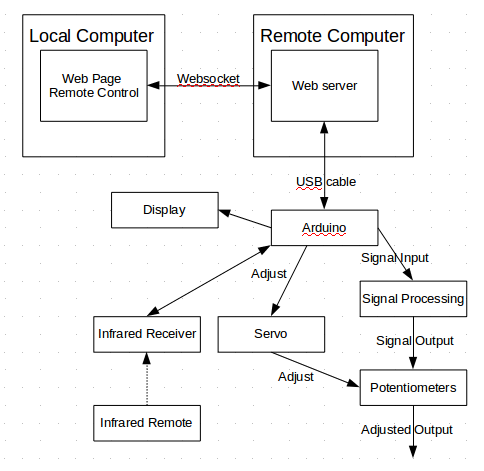 Local Computer
Remote Computer
Web Page
Remote Control
Websocket
Web server
USB cable
Display
Arduino
Signal Input
Adjust
Signal Processing
Infrared Receiver
Servo
Signal Output
Adjust
Potentiometers
Infrared Remote
Adjusted Output